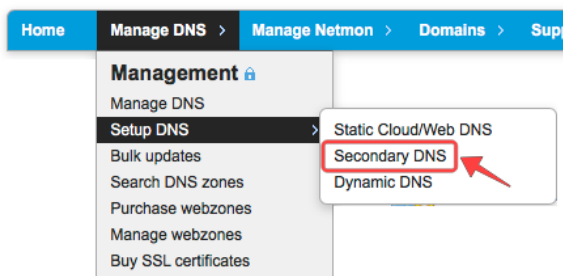 Home Manage DNS > Manage Netmon > Domains > Supp
Management
Manage DNS
Setup DNS >
Static Cloud/Web DNS
Bulk updates
Secondary DNS
Search DNS zones
Dynamic DNS
Purchase webzones
Manage webzones
Buy SSL certificates